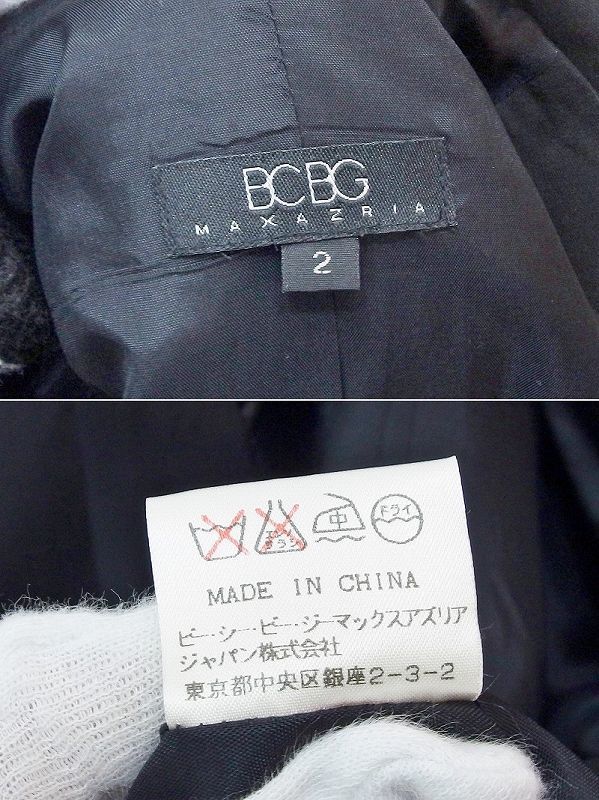 BCBG
MAXAZRIA
2
中 ドライ
MADE IN CHINA
ビー・シー・ビー・ジーマックスアズリア
ジャパン株式会社
東京都中央区銀座2-3-2